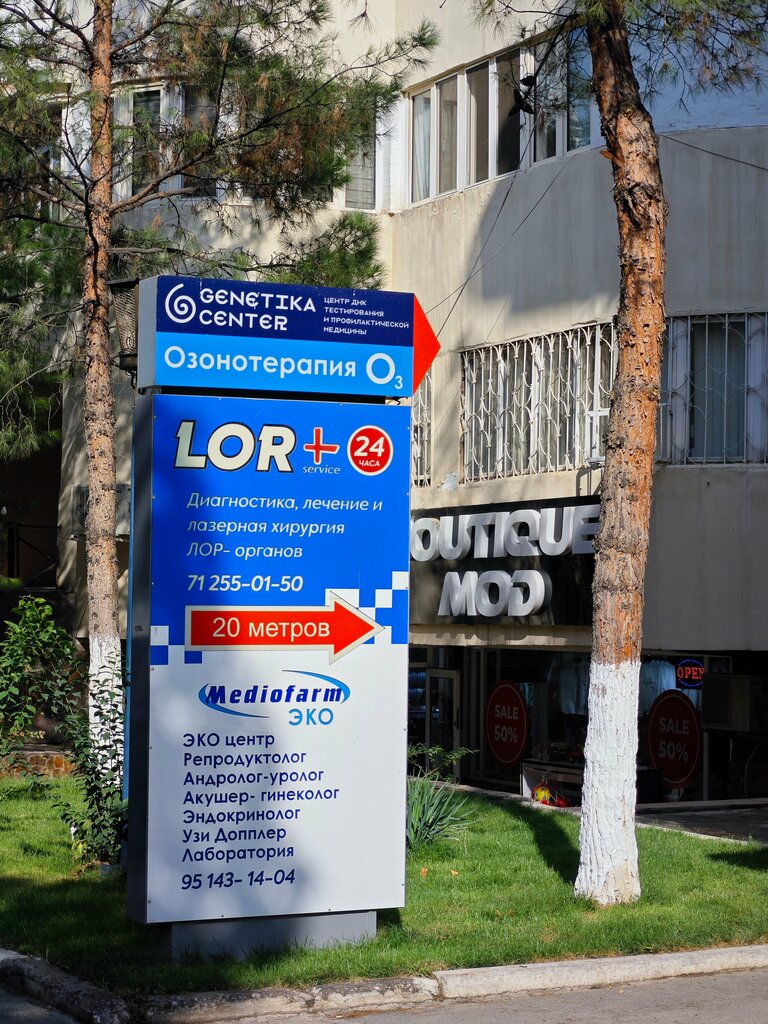 GENETIKA
CENTER
ЦЕНТР ДНК
ТЕСТИРОВАНИЯ
И ПРОФИЛАКТИЧЕСКОЙ
МЕДИЦИНЫ
Озонотерапия O₃
LOR+
service
24
ЧАСА
Диагностика, лечение и
лазерная хирургия
ЛОР- органов
71 255-01-50
20 метров
Mediofarm
ЭКО
ЭКО центр
Репродуктолог
Андролог-уролог
Акушер- гинеколог
Эндокринолог
Узи Допплер
Лаборатория
95 143- 14-04
OUTIQUE
MOD
OPEN
SALE
50%
SALE
50%